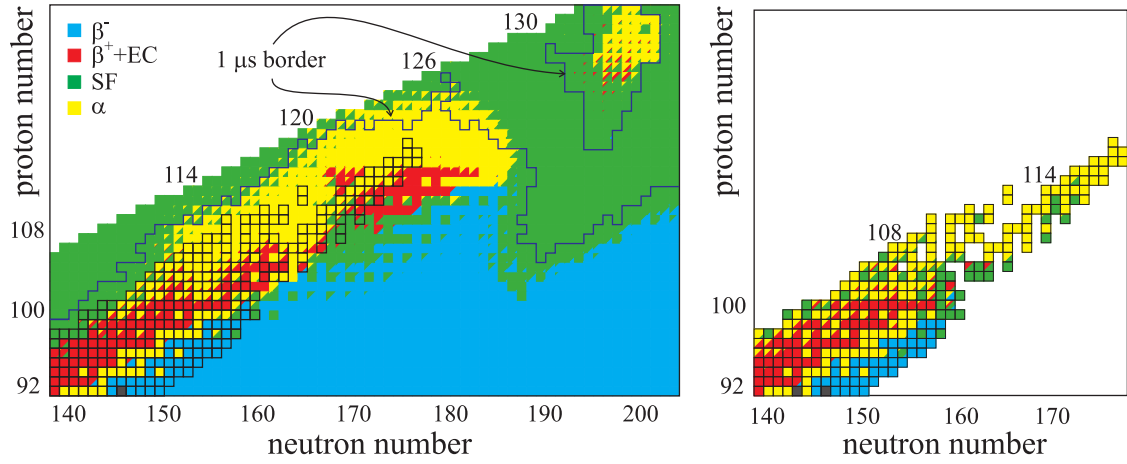 proton number
β⁻
β⁺+EC
SF
α
1 μs border
130
126
120
114
108
100
92
140 150 160 170 180 190 200
neutron number
proton number
114
108
100
92
140 150 160 170
neutron number